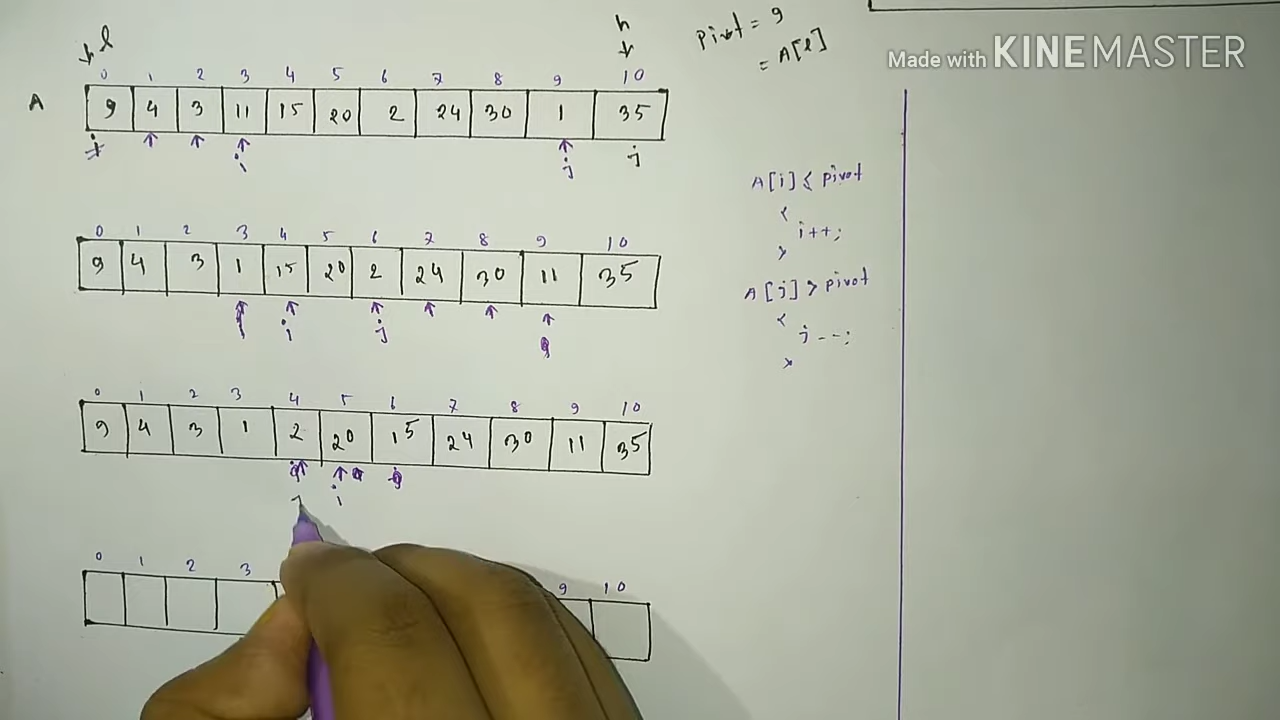 l
h
Pivot = 9
= A[l]
Made with KINEMASTER
0 1 2 3 4 5 6 7 8 9 10
A 9 4 3 11 15 20 2 24 30 1 35
i j j
A[i] ≤ pivot
{
i++;
}
A[j] > pivot
{
j--;
}
0 1 2 3 4 5 6 7 8 9 10
9 4 3 1 15 20 2 24 30 11 35
i j
0 1 2 3 4 5 6 7 8 9 10
9 4 3 1 2 20 15 24 30 11 35
i
0 1 2 3 9 10